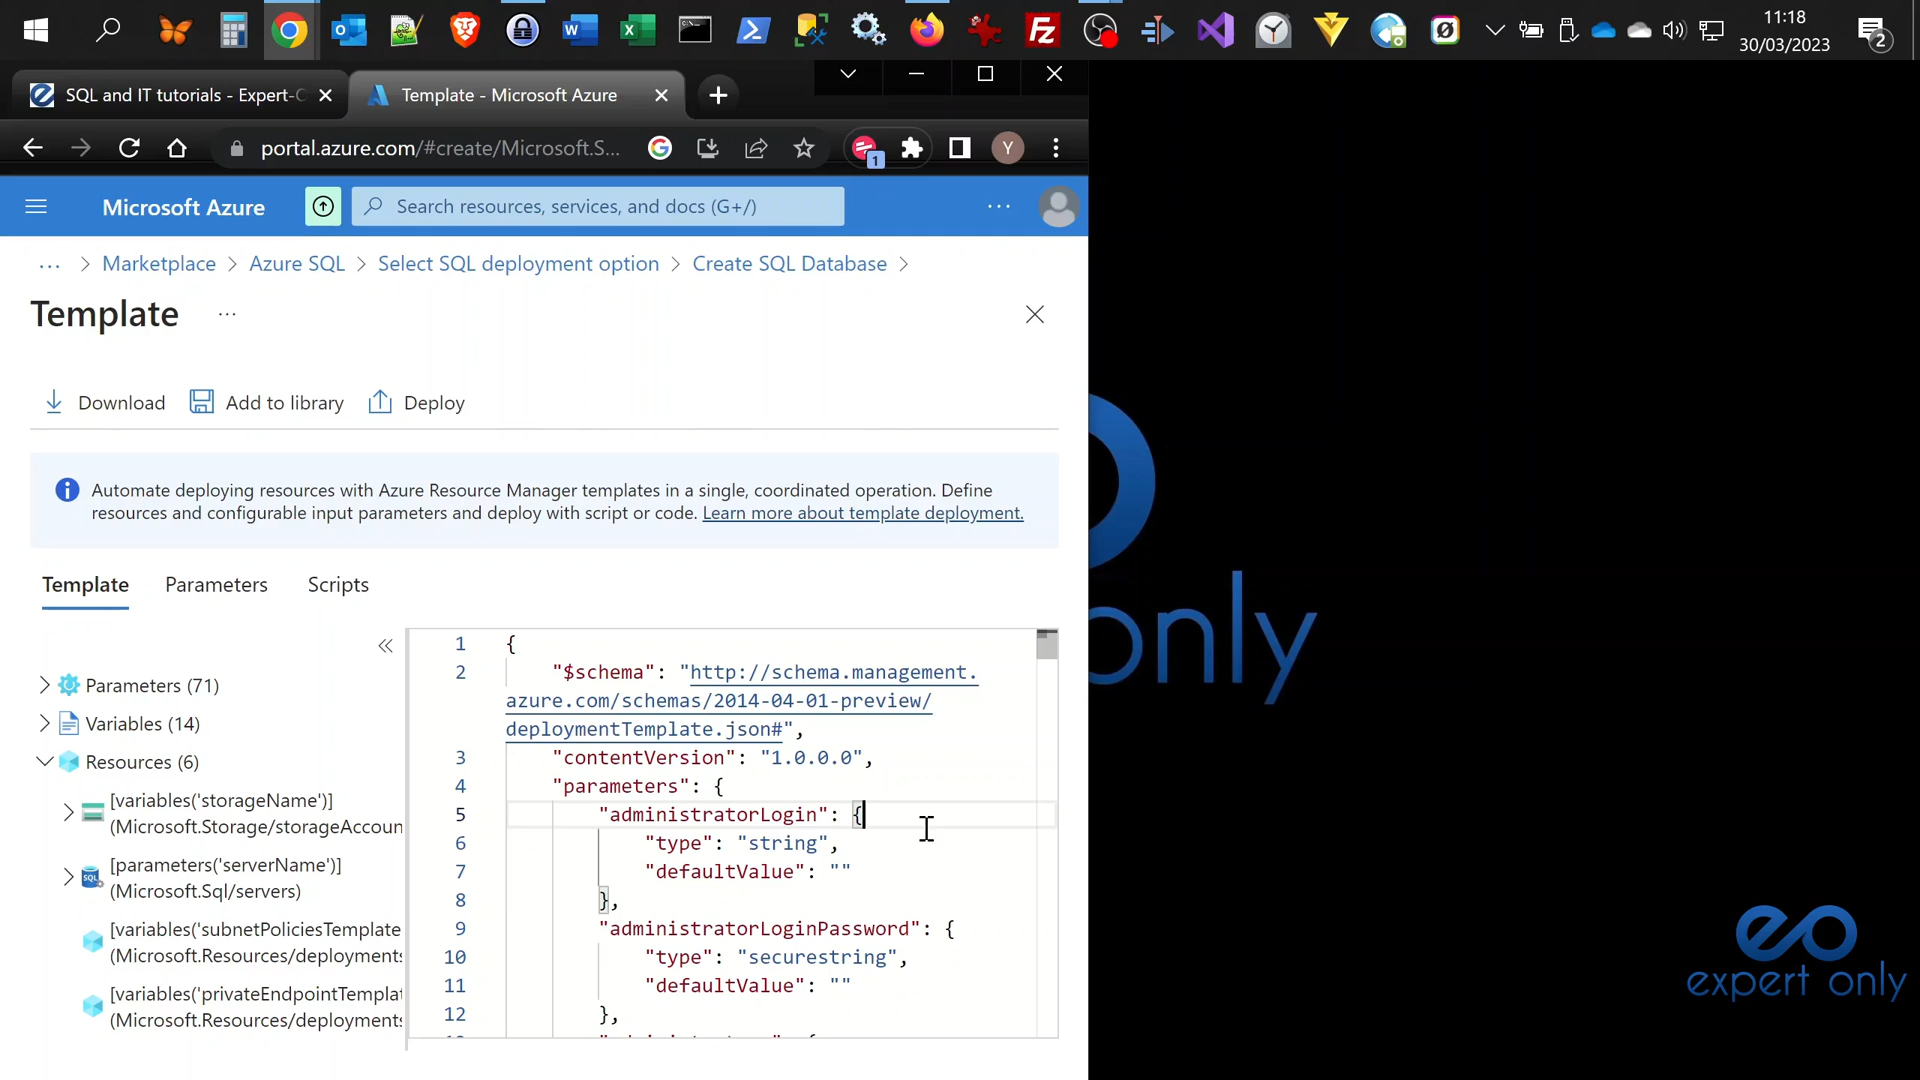 11:18
30/03/2023
2
SQL and IT tutorials - Expert-O
Template - Microsoft Azure
portal.azure.com/#create/Microsoft.S...
1
Y
Microsoft Azure
Search resources, services, and docs (G+/)
... > Marketplace > Azure SQL > Select SQL deployment option > Create SQL Database >
Template ...
Download
Add to library
Deploy
Automate deploying resources with Azure Resource Manager templates in a single, coordinated operation. Define
resources and configurable input parameters and deploy with script or code. Learn more about template deployment.
Template
Parameters
Scripts
Parameters (71)
Variables (14)
Resources (6)
[variables('storageName')]
(Microsoft.Storage/storageAccoun
[parameters('serverName')]
(Microsoft.Sql/servers)
[variables('subnetPoliciesTemplate
(Microsoft.Resources/deployments
[variables('privateEndpointTemplat
(Microsoft.Resources/deployments
1 {
2 "$schema": "http://schema.management.
azure.com/schemas/2014-04-01-preview/
deploymentTemplate.json#",
3 "contentVersion": "1.0.0.0",
4 "parameters": {
5 "administratorLogin": {
6 "type": "string",
7 "defaultValue": ""
8 },
9 "administratorLoginPassword": {
10 "type": "securestring",
11 "defaultValue": ""
12 },
only
expert only